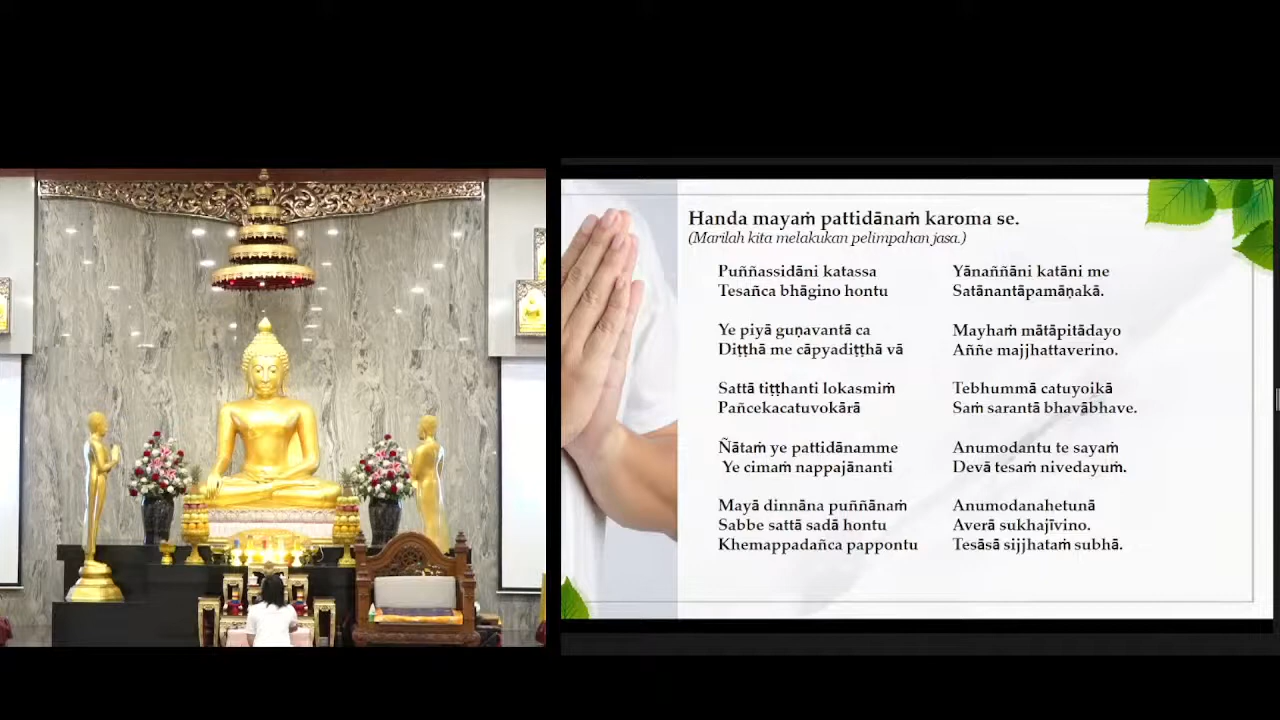 Handa mayaṁ pattidānaṁ karoma se.
(Marilah kita melakukan pelimpahan jasa.)
Puññassidāni katassa Yānaññāni katāni me
Tesañca bhāgino hontu Satānantāpamāṇakā.
Ye piyā guṇavantā ca Mayhaṁ mātāpitādayo
Diṭṭhā me cāpyadiṭṭhā vā Aññe majjhattaverino.
Sattā tiṭṭhanti lokasmiṁ Tebhummā catuyoikā
Pañcekacatuvokārā Saṁ sarantā bhavābhave.
Ñātaṁ ye pattidānamme Anumodantu te sayaṁ
Ye cimaṁ nappajānanti Devā tesaṁ nivedayuṁ.
Mayā dinnāna puññānaṁ Anumodanahetunā
Sabbe sattā sadā hontu Averā sukhajīvino.
Khemappadañca pappontu Tesāsā sijjhataṁ subhā.